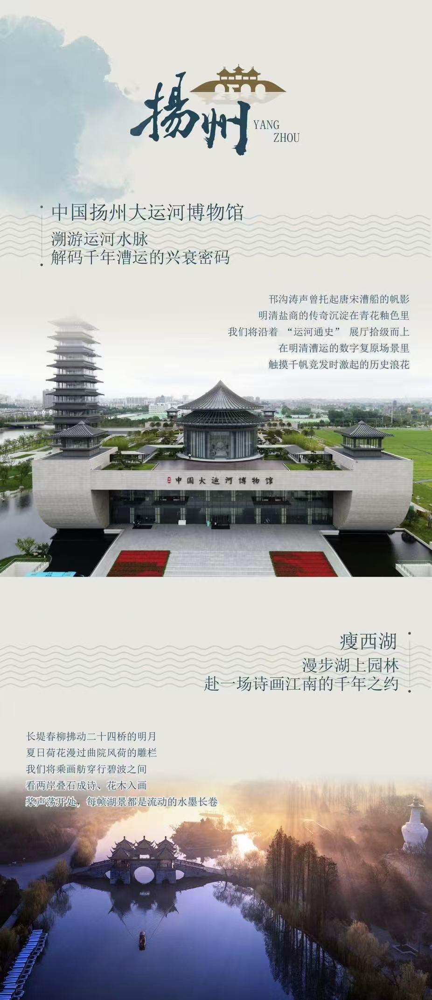 揚州
YANG
ZHOU
中国扬州大运河博物馆
溯游运河水脉
解码千年漕运的兴衰密码
邗沟涛声曾托起唐宋漕船的帆影
明清盐商的传奇沉淀在青花釉色里
我们将沿着 “运河通史” 展厅拾级而上
在明清漕运的数字复原场景里
触摸千帆竞发时激起的历史浪花
中国大运河博物馆
瘦西湖
漫步湖上园林
赴一场诗画江南的千年之约
长堤春柳拂动二十四桥的明月
夏日荷花漫过曲院风荷的雕栏
我们将乘画舫穿行碧波之间
看两岸叠石成诗、花木入画
桨声荡开处，每帧湖景都是流动的水墨长卷